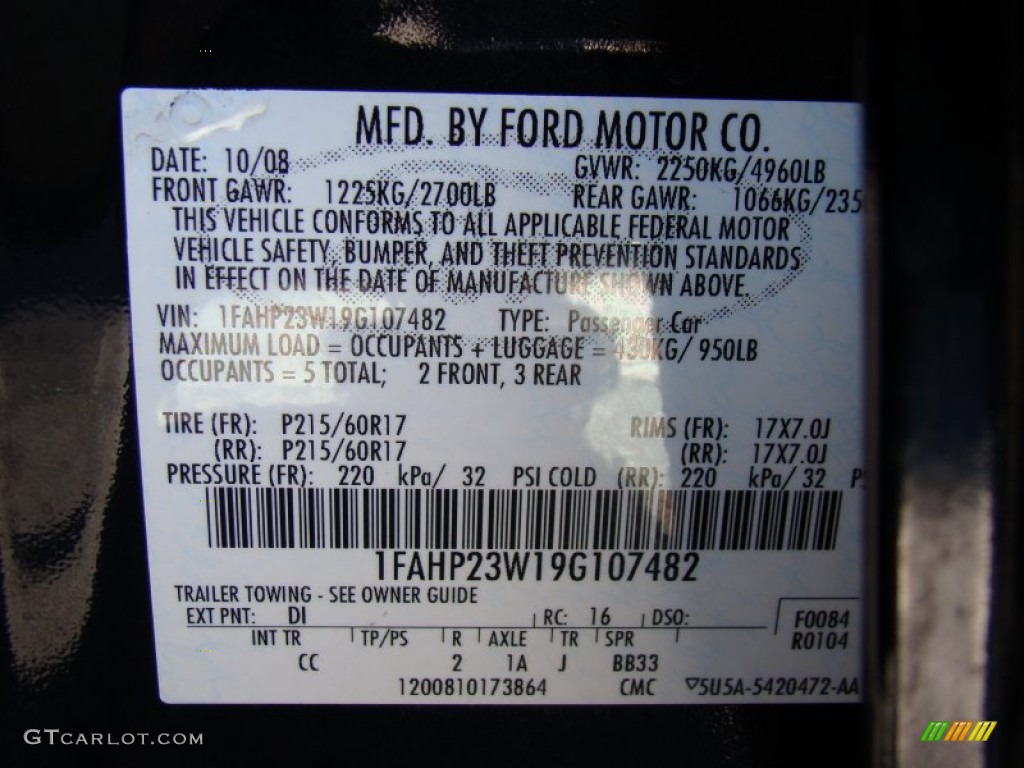 MFD. BY FORD MOTOR CO.
DATE: 10/08 GVWR: 2250KG/4960LB
FRONT GAWR: 1225KG/2700LB REAR GAWR: 1066KG/235
THIS VEHICLE CONFORMS TO ALL APPLICABLE FEDERAL MOTOR
VEHICLE SAFETY, BUMPER, AND THEFT PREVENTION STANDARDS
IN EFFECT ON THE DATE OF MANUFACTURE SHOWN ABOVE.
VIN: 1FAHP23W19G107482 TYPE: Passenger Car
MAXIMUM LOAD = OCCUPANTS + LUGGAGE = 430KG/ 950LB
OCCUPANTS = 5 TOTAL; 2 FRONT, 3 REAR
TIRE (FR): P215/60R17 RIMS (FR): 17X7.0J
(RR): P215/60R17 (RR): 17X7.0J
PRESSURE (FR): 220 kPa/ 32 PSI COLD (RR): 220 kPa/ 32 P
1FAHP23W19G107482
TRAILER TOWING - SEE OWNER GUIDE
EXT PNT: DI RC: 16 DSO: F0084
INT TR TP/PS R AXLE TR SPR R0104
CC 2 1A J BB33
1200810173864 CMC 5U5A-5420472-AA
GTCARLOT.COM